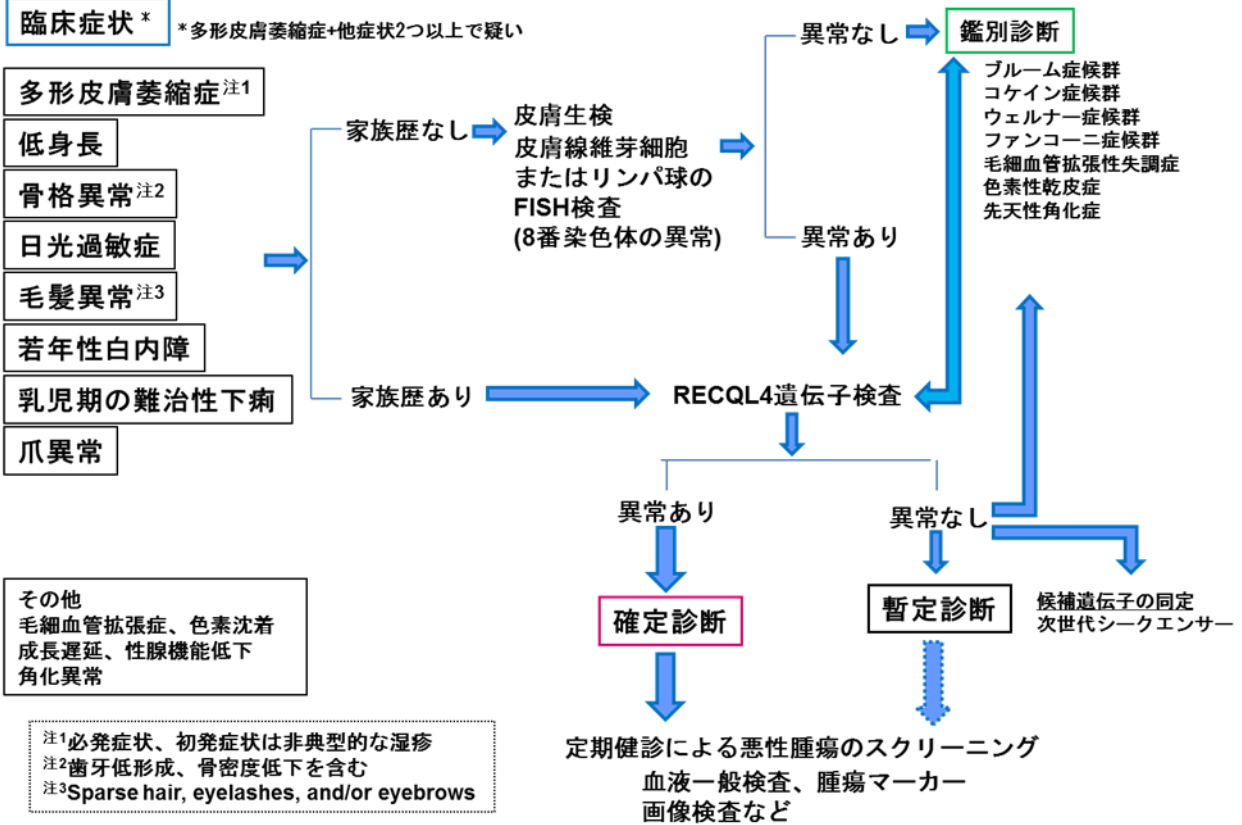 臨床症状*
*多形皮膚萎縮症+他症状2つ以上で疑い
多形皮膚萎縮症注1
低身長
骨格異常注2
日光過敏症
毛髪異常注3
若年性白内障
乳児期の難治性下痢
爪異常
家族歴なし
皮膚生検
皮膚線維芽細胞
またはリンパ球の
FISH検査
(8番染色体の異常)
異常なし
鑑別診断
ブルーム症候群
コケイン症候群
ウェルナー症候群
ファンコーニ症候群
毛細血管拡張性失調症
色素性乾皮症
先天性角化症
異常あり
家族歴あり
RECQL4遺伝子検査
異常あり
異常なし
確定診断
暫定診断
候補遺伝子の同定
次世代シークエンサー
定期健診による悪性腫瘍のスクリーニング
血液一般検査、腫瘍マーカー
画像検査など
その他
毛細血管拡張症、色素沈着
成長遅延、性腺機能低下
角化異常
注1必発症状、初発症状は非典型的な湿疹
注2歯牙低形成、骨密度低下を含む
注3Sparse hair, eyelashes, and/or eyebrows